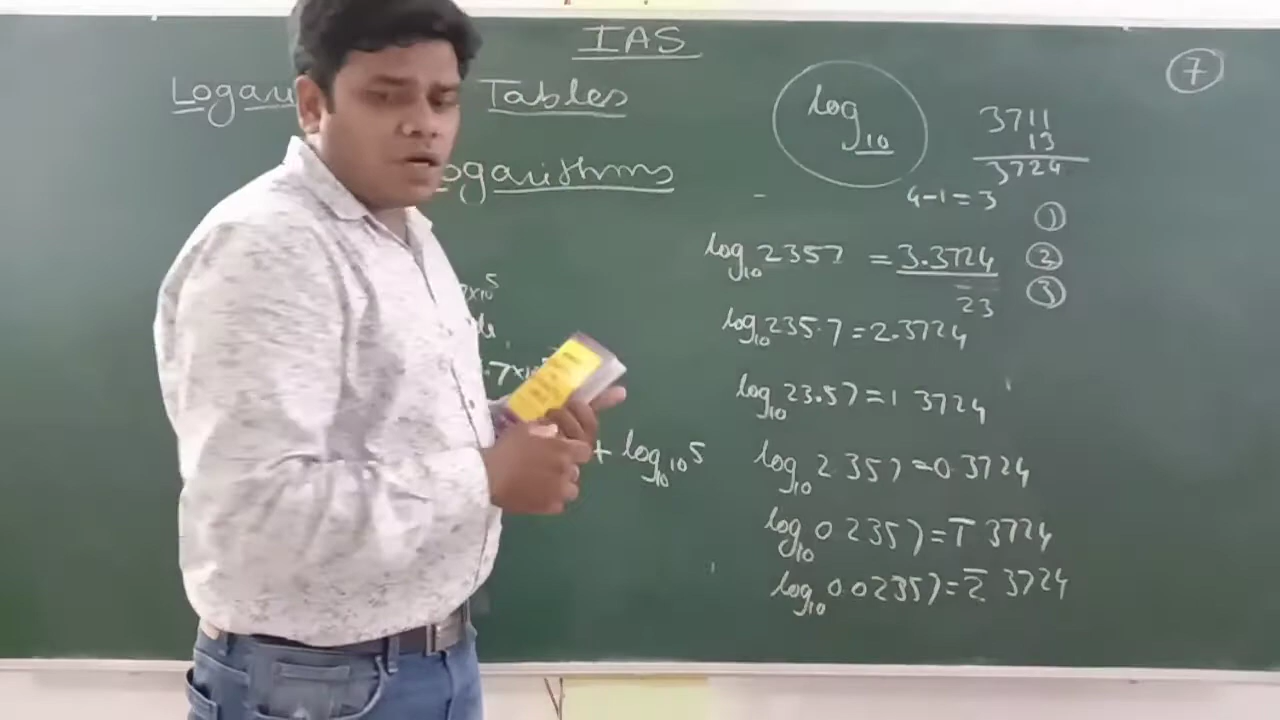 IAS
Tables
7
log10
3711
13
3724
4-1=3
log10 2357 = 3.3724
1
2
3
23
log10 235.7=2.3724
log10 23.57=1 3724
+ log10 10^5
log10 2 357=0.3724
log10 0 2357=1̅ 3724
log10 0.02357=2̅ 3724